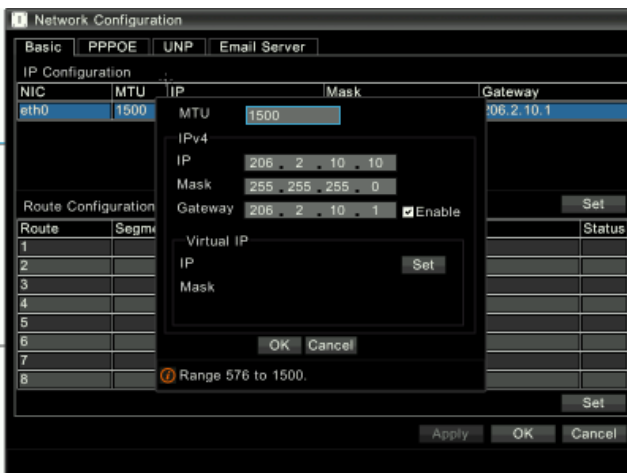 Network Configuration
Basic PPPOE UNP Email Server
IP Configuration
NIC MTU IP Mask Gateway
eth0 1500 206.2.10.1
MTU 1500
IPv4
IP 206 . 2 . 10 . 10
Mask 255 . 255 . 255 . 0
Gateway 206 . 2 . 10 . 1 Enable
Route Configuration Set
Route Status
Virtual IP
IP Set
Mask
1
2
3
4
5
6
7
8
OK Cancel
Range 576 to 1500.
Set
Apply OK Cancel